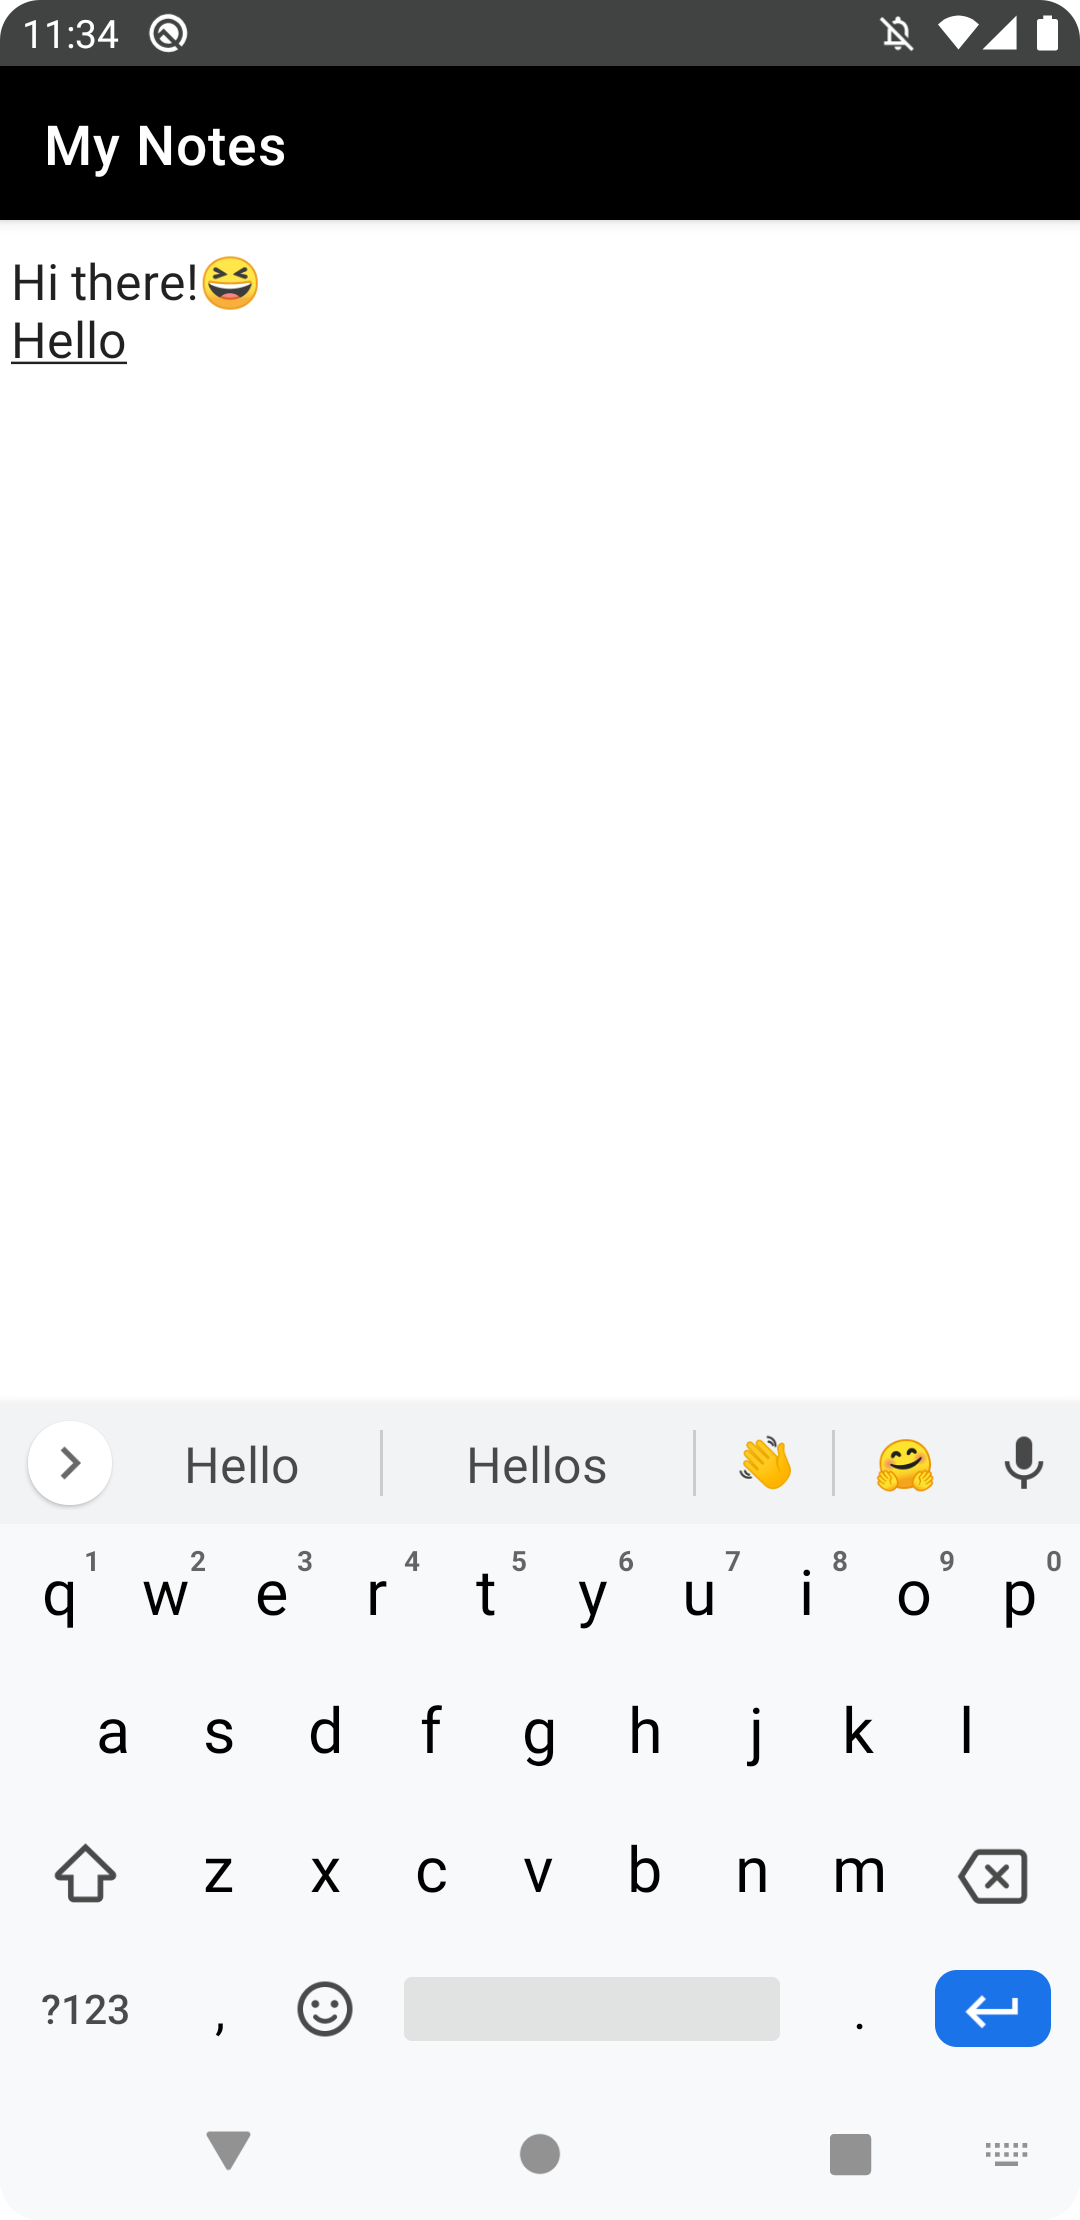 11:34
My Notes
Hi there!😆
Hello
Hello Hellos 👋 🤗
q 1 w 2 e 3 r 4 t 5 y 6 u 7 i 8 o 9 p 0
a s d f g h j k l
z x c v b n m
?123 , .